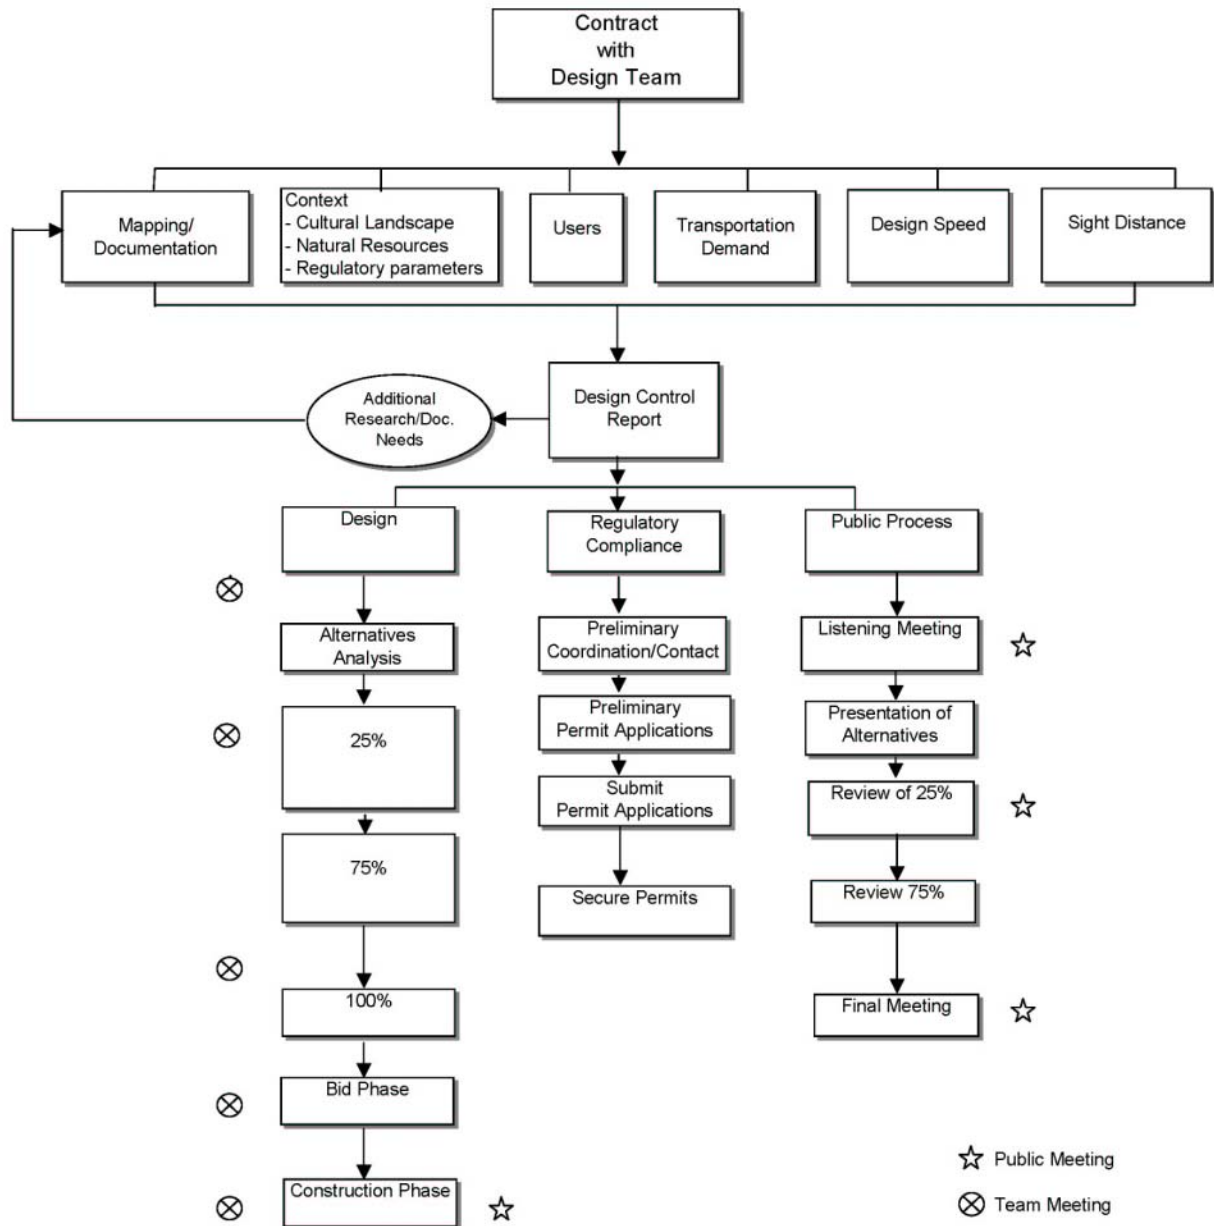 Contract
with
Design Team
Mapping/
Documentation
Context
- Cultural Landscape
- Natural Resources
- Regulatory parameters
Users
Transportation
Demand
Design Speed
Sight Distance
Additional
Research/Doc.
Needs
Design Control
Report
Design
Regulatory
Compliance
Public Process
Alternatives
Analysis
Preliminary
Coordination/Contact
Listening Meeting
25%
Preliminary
Permit Applications
Presentation of
Alternatives
75%
Submit
Permit Applications
Review of 25%
Secure Permits
Review 75%
100%
Final Meeting
Bid Phase
Construction Phase
Public Meeting
Team Meeting